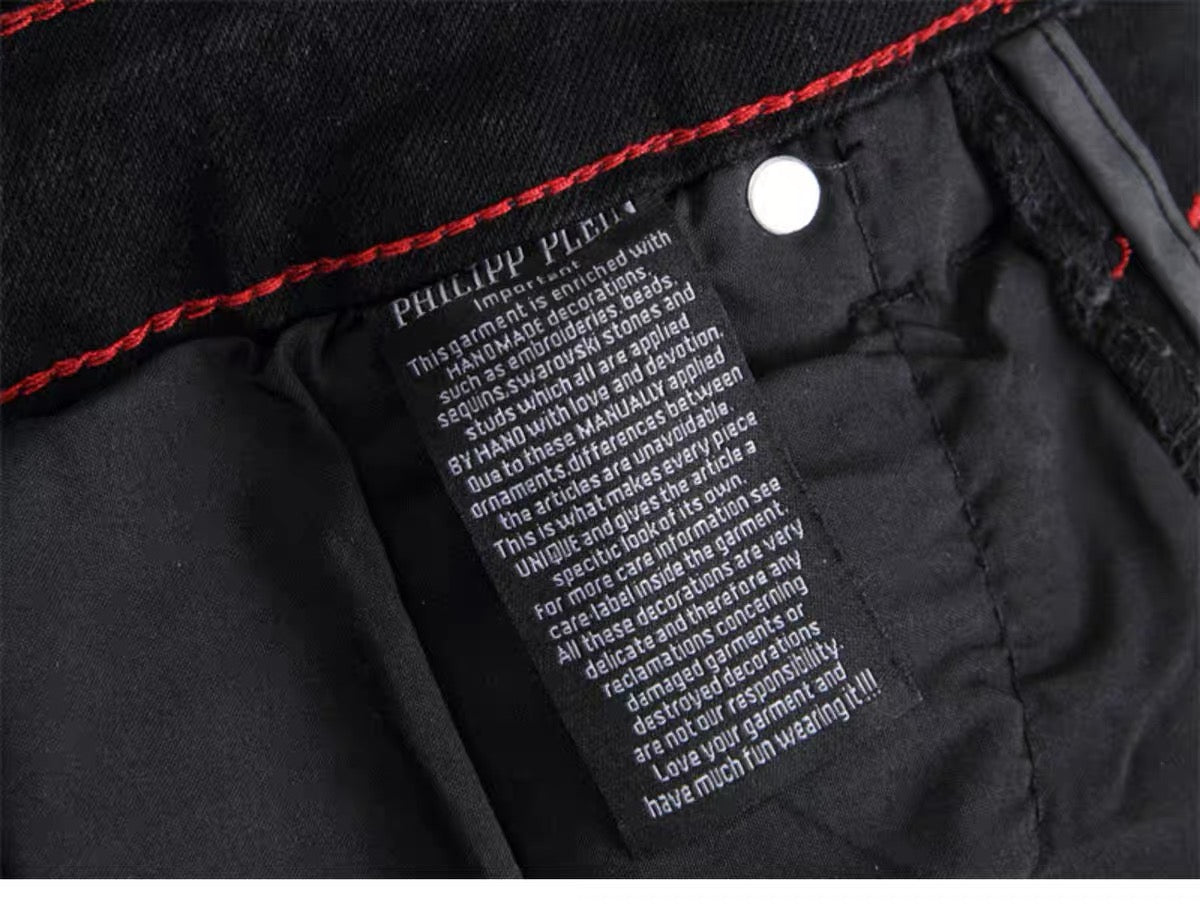 PHILIPP PLEIN
Important
This garment is enriched with
HANDMADE decorations,
such as embroideries, beads,
sequins, swarovski stones and
studs which all are applied
BY HAND with love and devotion.
Due to these MANUALLY applied
ornaments, differences between
the articles are unavoidable.
This is what makes every piece
UNIQUE and gives the article a
specitic look of its own.
For more care information see
care label inside the garment.
All these decorations are very
delicate and therefore any
reclamations concerning
damaged garments or
destroyed decorations
are not our responsibility.
Love your garment and
have much fun wearing it!!!